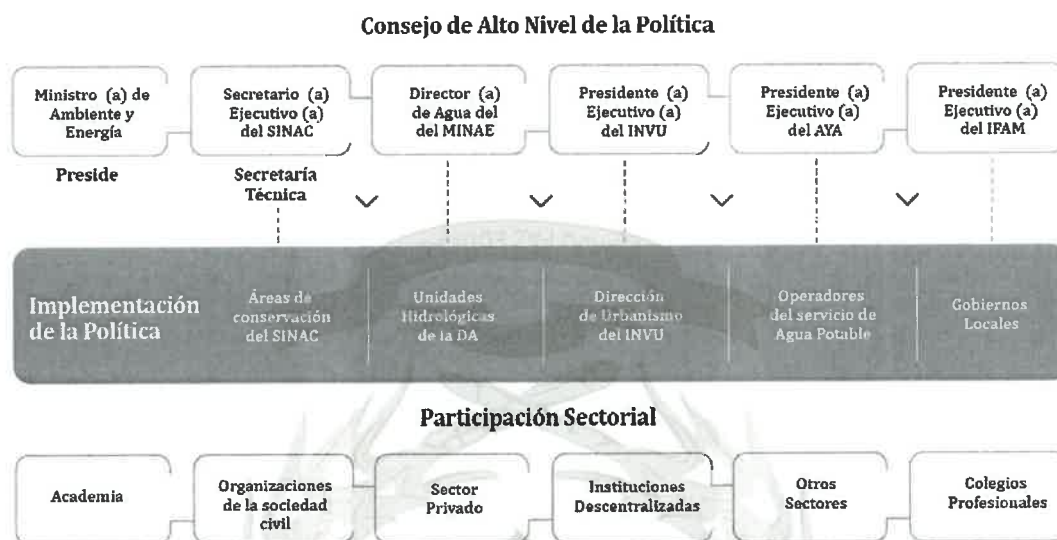 Consejo de Alto Nivel de la Política
Ministro (a) de
Ambiente y
Energía
Secretario (a)
Ejecutivo (a)
del SINAC
Director (a)
de Agua del
del MINAE
Presidente (a)
Ejecutivo (a)
del INVU
Presidente (a)
Ejecutivo (a)
del AYA
Presidente (a)
Ejecutivo (a)
del IFAM
Preside
Secretaría
Técnica
Implementación
de la Política
Áreas de
conservación
del SINAC
Unidades
Hidrológicas
de la DA
Dirección
de Urbanismo
del INVU
Operadores
del servicio de
Agua Potable
Gobiernos
Locales
Participación Sectorial
Academia
Organizaciones
de la sociedad
civil
Sector
Privado
Instituciones
Descentralizadas
Otros
Sectores
Colegios
Profesionales